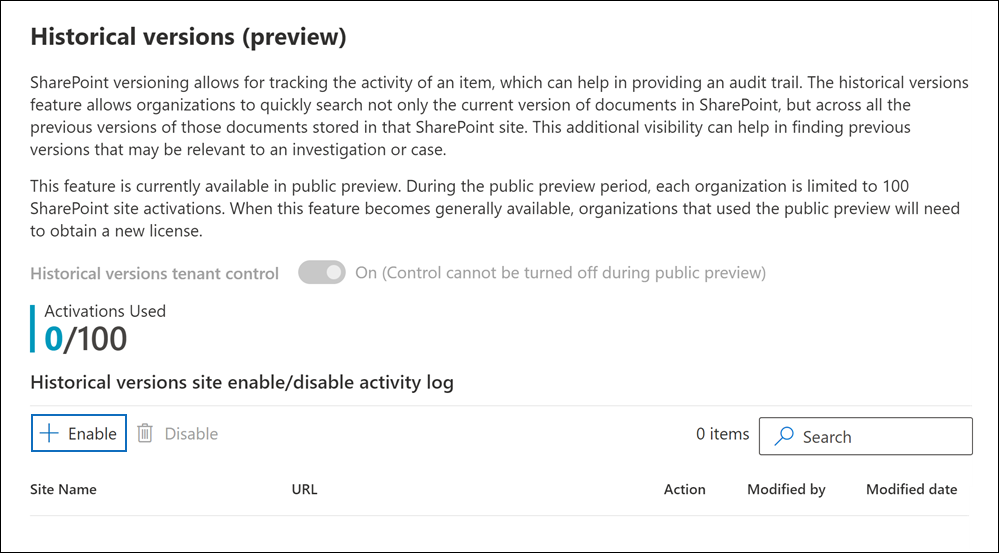 Historical versions (preview)
SharePoint versioning allows for tracking the activity of an item, which can help in providing an audit trail. The historical versions
feature allows organizations to quickly search not only the current version of documents in SharePoint, but across all the
previous versions of those documents stored in that SharePoint site. This additional visibility can help in finding previous
versions that may be relevant to an investigation or case.
This feature is currently available in public preview. During the public preview period, each organization is limited to 100
SharePoint site activations. When this feature becomes generally available, organizations that used the public preview will need
to obtain a new license.
Historical versions tenant control On (Control cannot be turned off during public preview)
Activations Used
0/100
Historical versions site enable/disable activity log
Enable Disable 0 items Search
Site Name URL Action Modified by Modified date